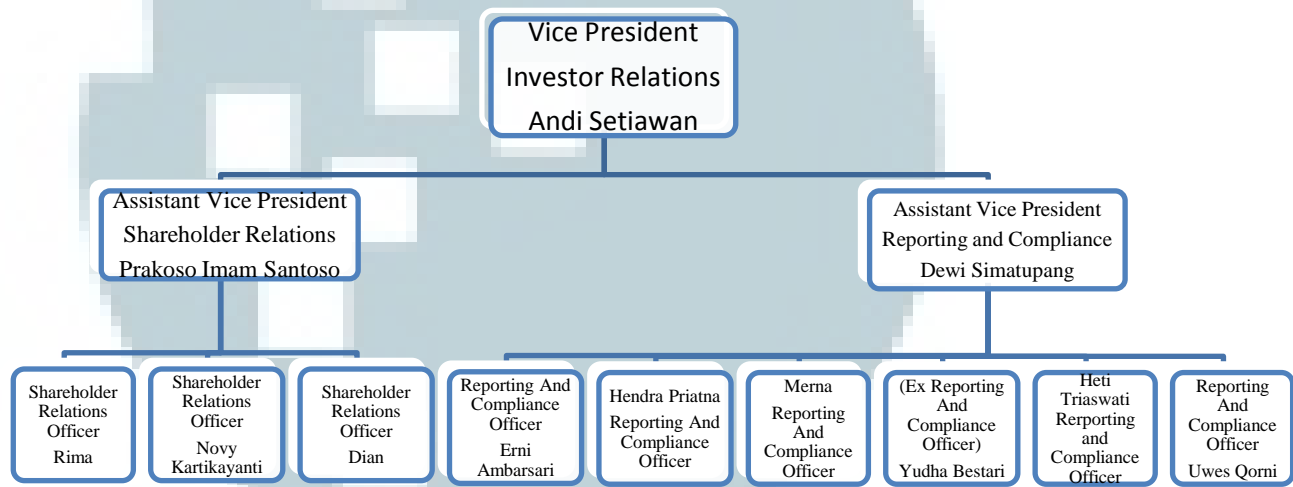 Vice President
Investor Relations
Andi Setiawan
Assistant Vice President
Shareholder Relations
Prakoso Imam Santoso
Assistant Vice President
Reporting and Compliance
Dewi Simatupang
Shareholder
Relations
Officer
Rima
Shareholder
Relations
Officer
Novy
Kartikayanti
Shareholder
Relations
Officer
Dian
Reporting And
Compliance
Officer
Erni
Ambarsari
Hendra Priatna
Reporting And
Compliance
Officer
Merna
Reporting
And
Compliance
Officer
(Ex Reporting
And
Compliance
Officer)
Yudha Bestari
Heti
Triaswati
Rerporting
and
Compliance
Officer
Reporting
And
Compliance
Officer
Uwes Qorni